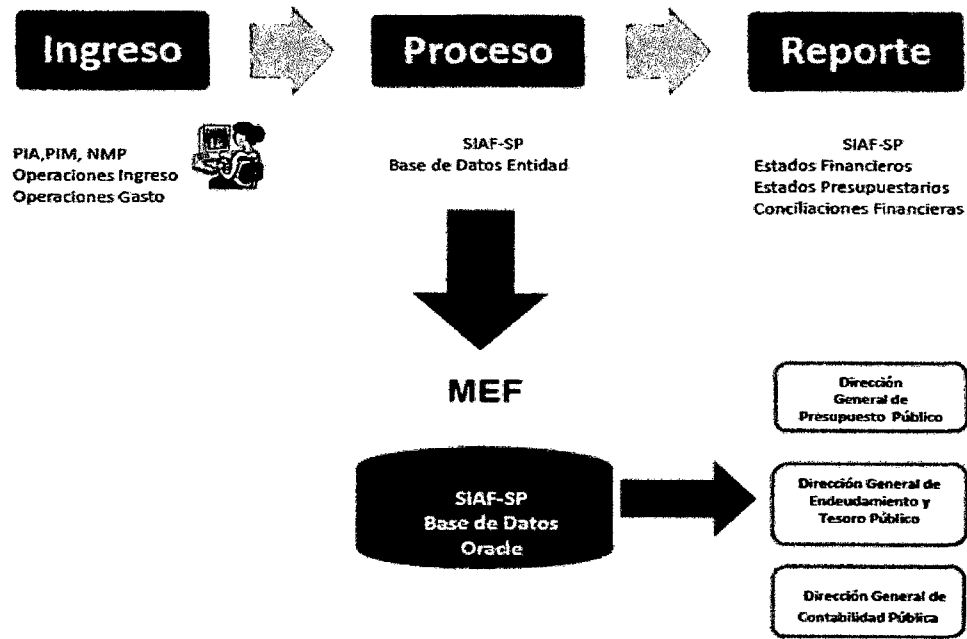 Ingreso
Proceso
Reporte
PIA,PIM, NMP
Operaciones Ingreso
Operaciones Gasto
SIAF-SP
Base de Datos Entidad
SIAF-SP
Estados Financieros
Estados Presupuestarios
Conciliaciones Financieras
MEF
SIAF-SP
Base de Datos
Oracle
Dirección
General de
Presupuesto Público
Dirección General de
Endeudamiento y
Tesoro Público
Dirección General de
Contabilidad Pública